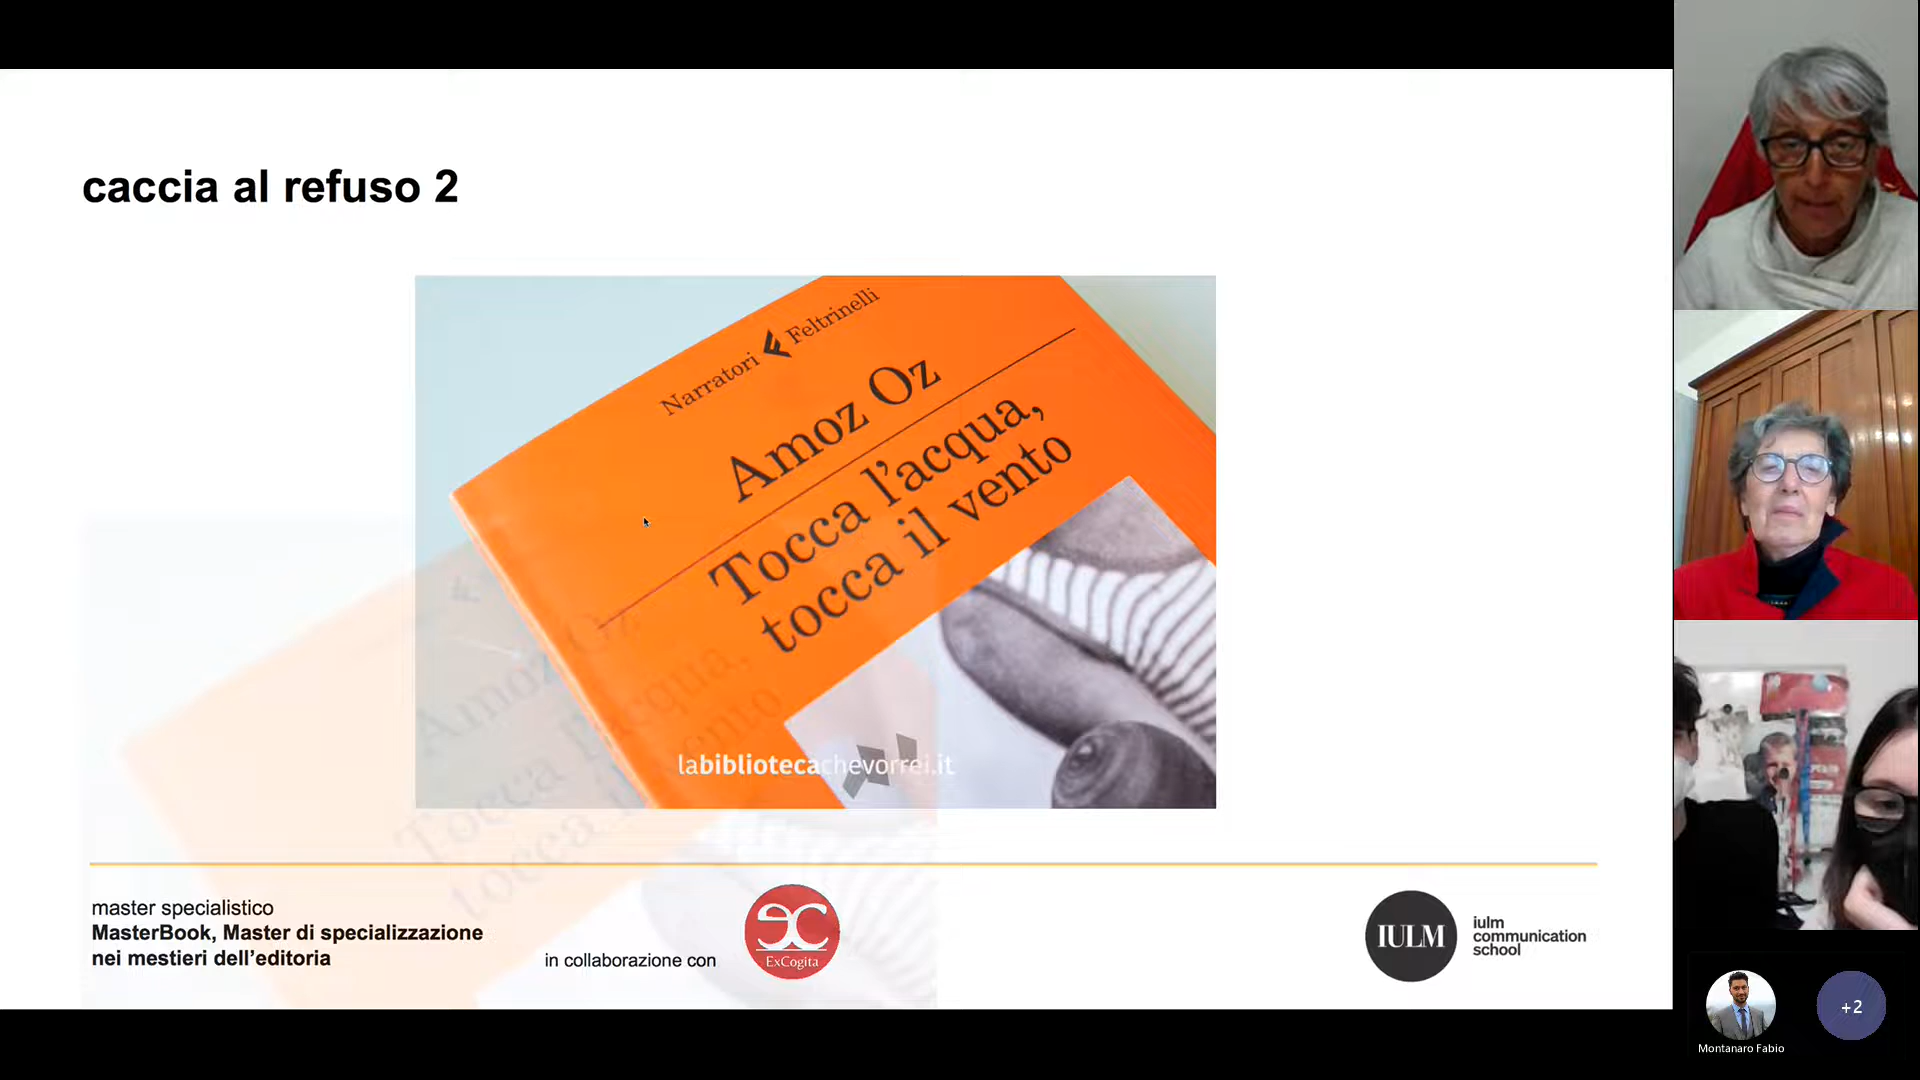 caccia al refuso 2
Narratori Feltrinelli
Amoz Oz
Tocca l'acqua,
tocca il vento
labibliotecachevorrei.it
master specialistico
MasterBook, Master di specializzazione
nei mestieri dell'editoria
in collaborazione con
ExCogita
IULM
iulm
communication
school
+2
Montanaro Fabio